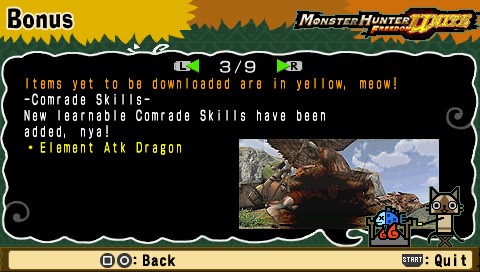 Bonus
MONSTER HUNTER
FREEDOM UNITE
L 3/9 R
Items yet to be downloaded are in yellow, meow!
-Comrade Skills-
New learnable Comrade Skills have been
added, nya!
・Element Atk Dragon
□○: Back
START: Quit